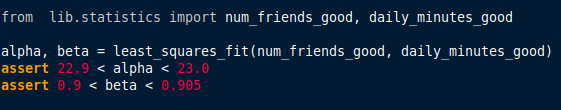 from  lib.statistics import num_friends_good, daily_minutes_good
alpha, beta = least_squares_fit(num_friends_good, daily_minutes_good)
assert 22.9 < alpha < 23.0
assert 0.9 < beta < 0.905